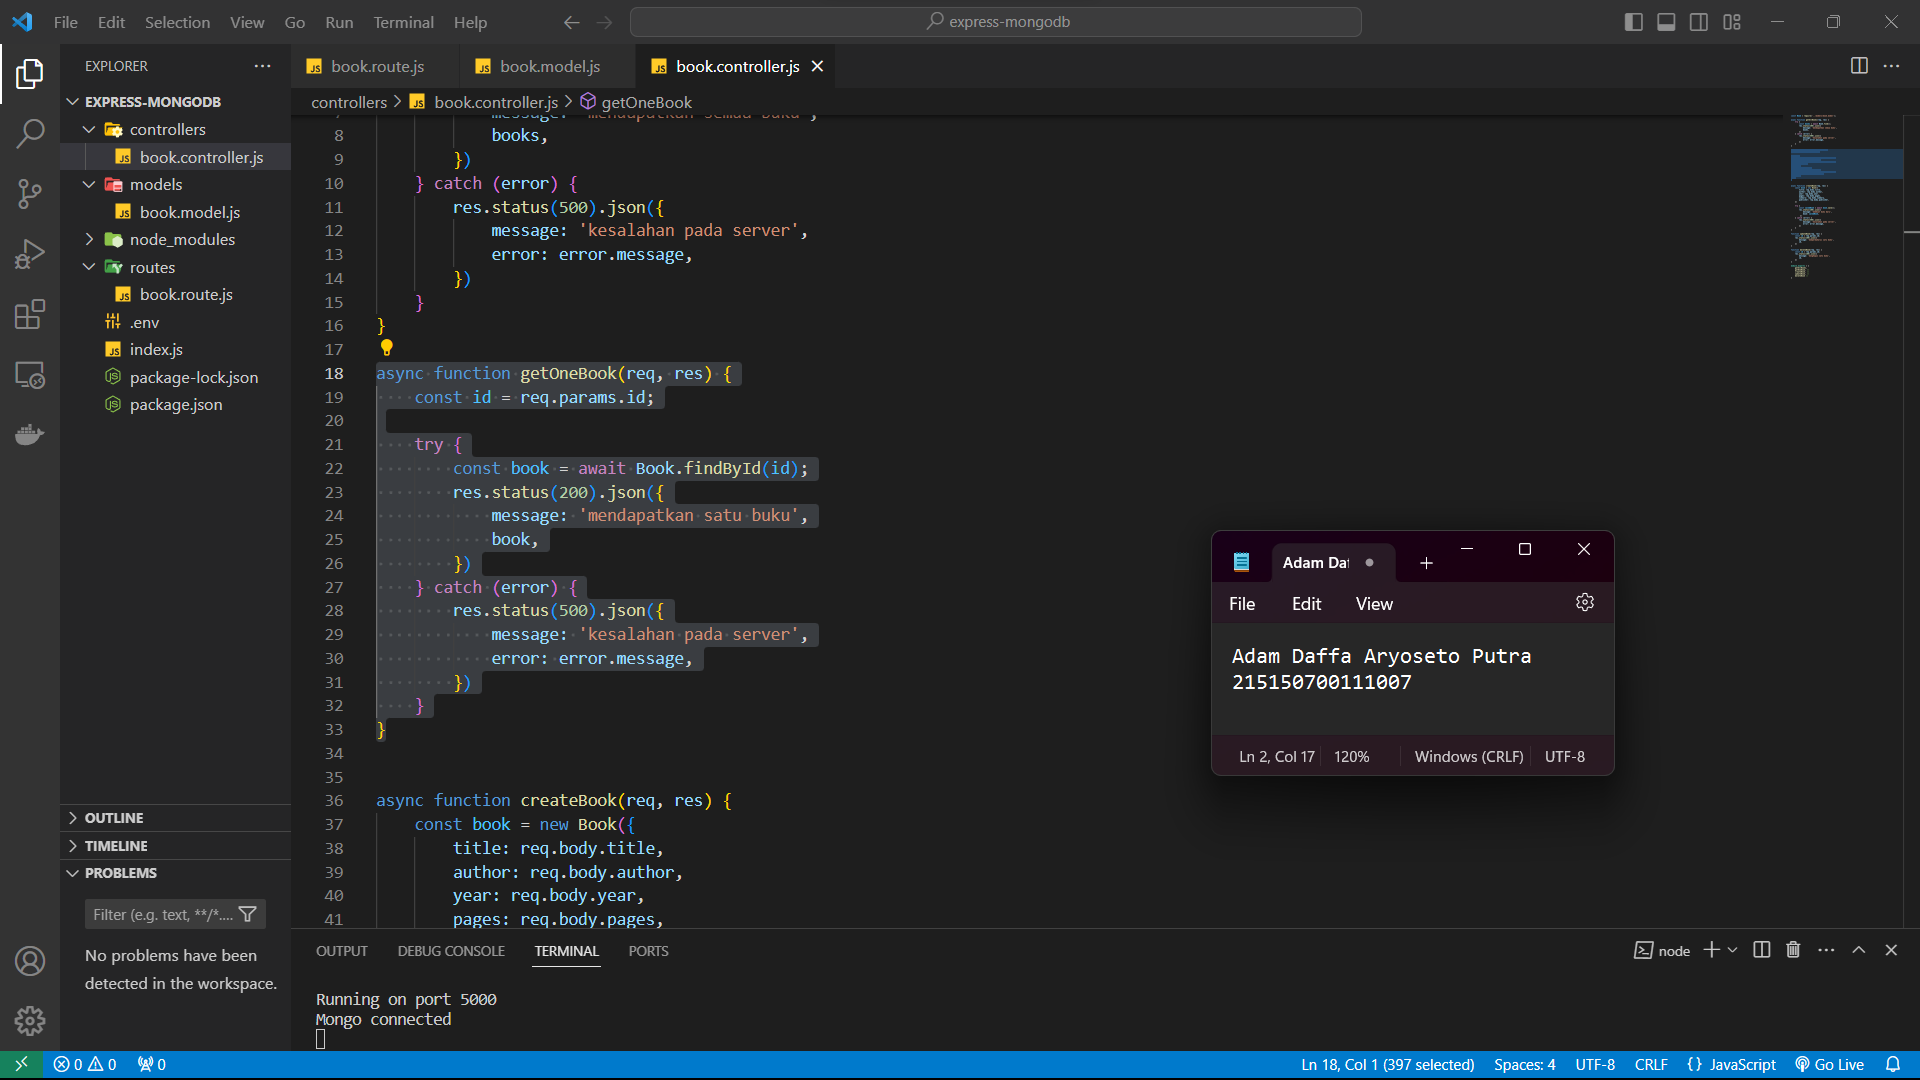 File Edit Selection View Go Run Terminal Help
express-mongodb
EXPLORER
EXPRESS-MONGODB
controllers
book.controller.js
models
book.model.js
node_modules
routes
book.route.js
.env
index.js
package-lock.json
package.json
OUTLINE
TIMELINE
PROBLEMS
Filter (e.g. text, **/*....
No problems have been
detected in the workspace.
book.route.js book.model.js book.controller.js
controllers > book.controller.js > getOneBook
message: 'mendapatkan semua buku',
8 books,
9 })
10 } catch (error) {
11 res.status(500).json({
12 message: 'kesalahan pada server',
13 error: error.message,
14 })
15 }
16 }
17
18 async function getOneBook(req, res) {
19 const id = req.params.id;
20
21 try {
22 const book = await Book.findById(id);
23 res.status(200).json({
24 message: 'mendapatkan satu buku',
25 book,
26 })
27 } catch (error) {
28 res.status(500).json({
29 message: 'kesalahan pada server',
30 error: error.message,
31 })
32 }
33 }
34
35
36 async function createBook(req, res) {
37 const book = new Book({
38 title: req.body.title,
39 author: req.body.author,
40 year: req.body.year,
41 pages: req.body.pages,
Adam Da
File Edit View
Adam Daffa Aryoseto Putra
215150700111007
Ln 2, Col 17 120% Windows (CRLF) UTF-8
OUTPUT DEBUG CONSOLE TERMINAL PORTS
node
Running on port 5000
Mongo connected
0 0 0
Ln 18, Col 1 (397 selected) Spaces: 4 UTF-8 CRLF {} JavaScript Go Live